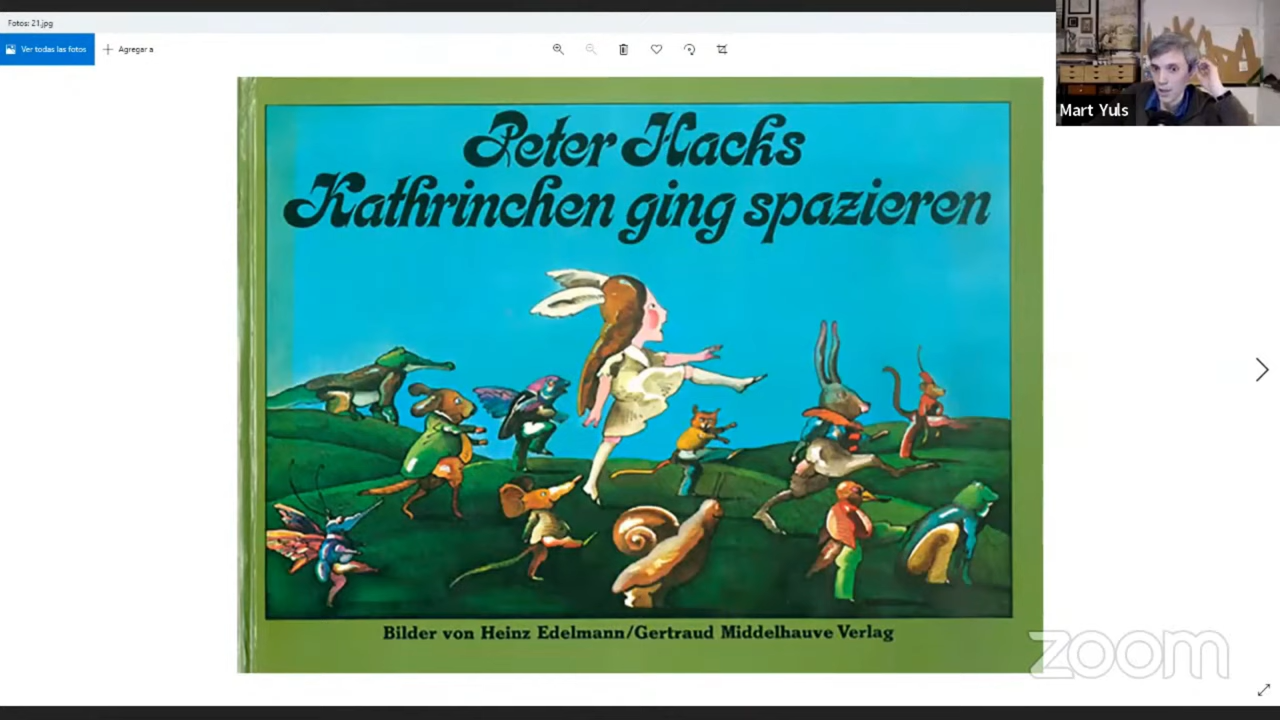 Fotos: 21.jpg
Ver todas las fotos
Agregar a
Mart Yuls
Peter Hacks
Kathrinchen ging spazieren
Bilder von Heinz Edelmann/Gertraud Middelhauve Verlag
zoom